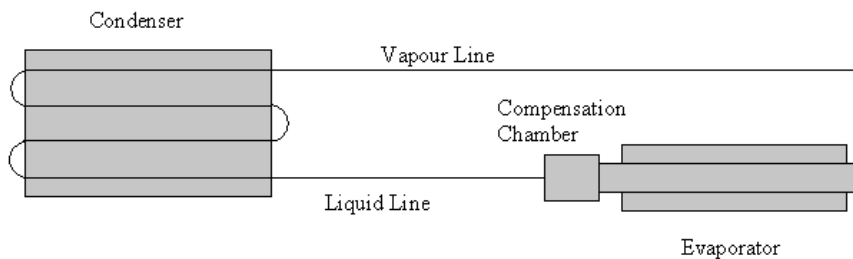 Condenser
Vapour Line
Compensation
Chamber
Liquid Line
Evaporator